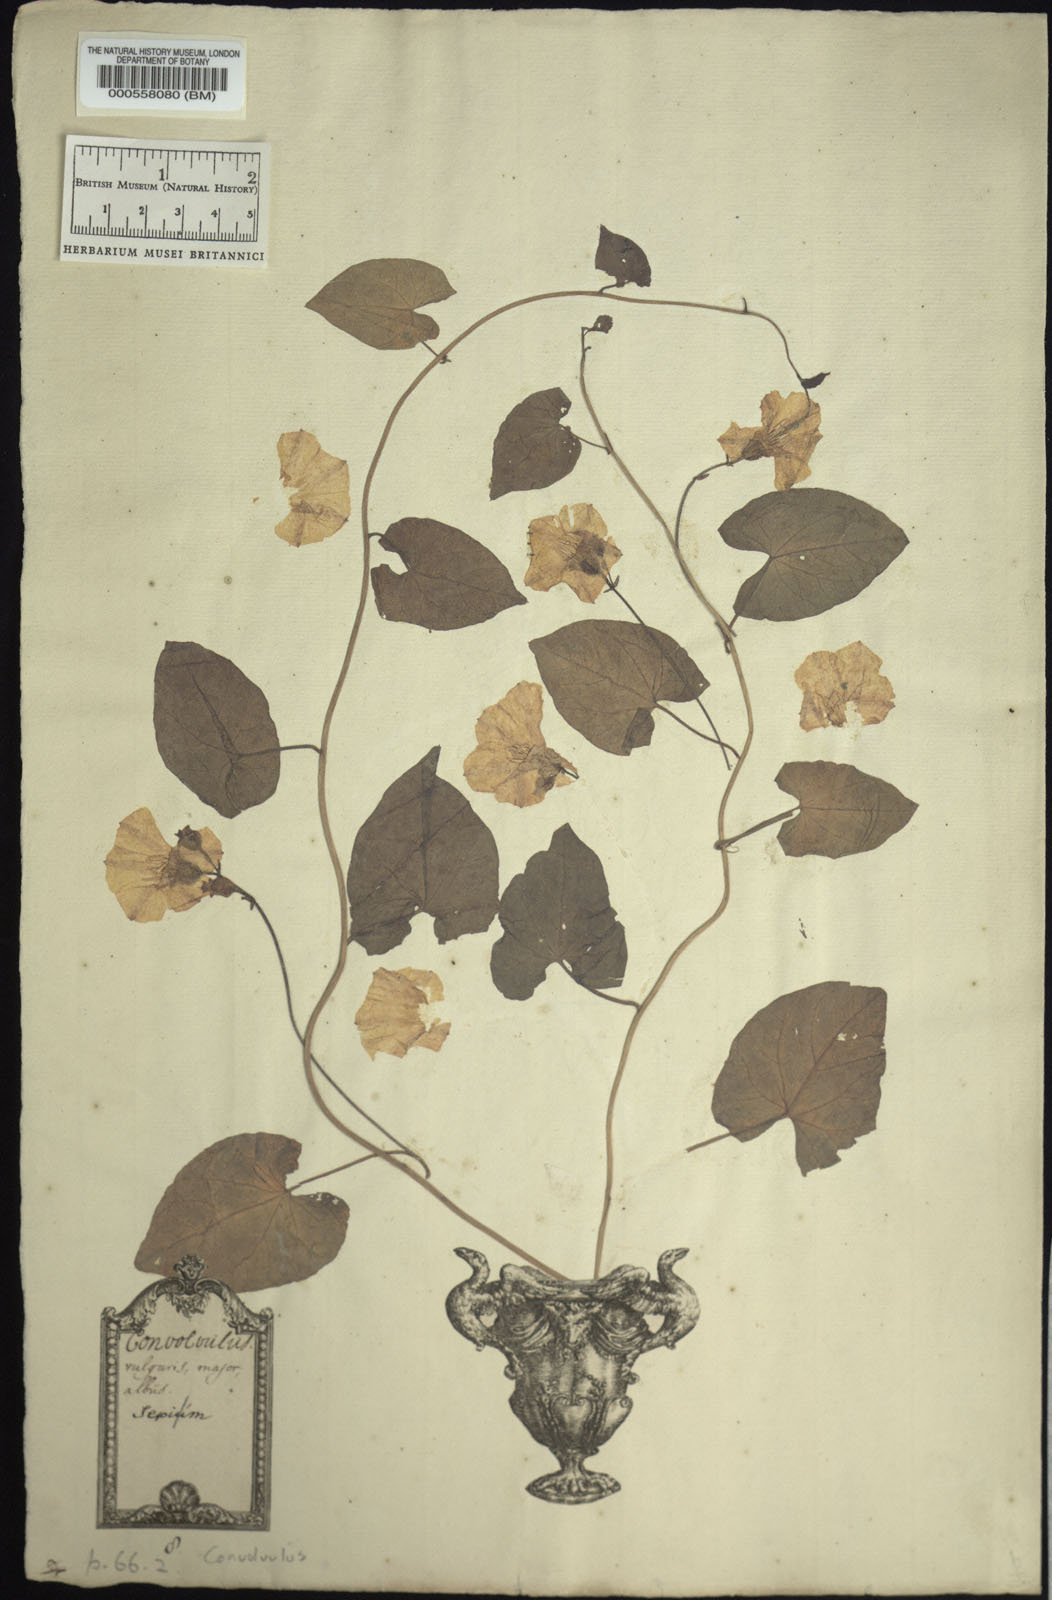 THE NATURAL HISTORY MUSEUM, LONDON
DEPARTMENT OF BOTANY
000558080 (BM)
1 2
BRITISH MUSEUM (NATURAL HISTORY)
1 2 3 4 5
HERBARIUM MUSEI BRITANNICI
Convolvulus.
vulgaris, major,
albus.
Sepium
p. 66. 2 8 Convolvulus